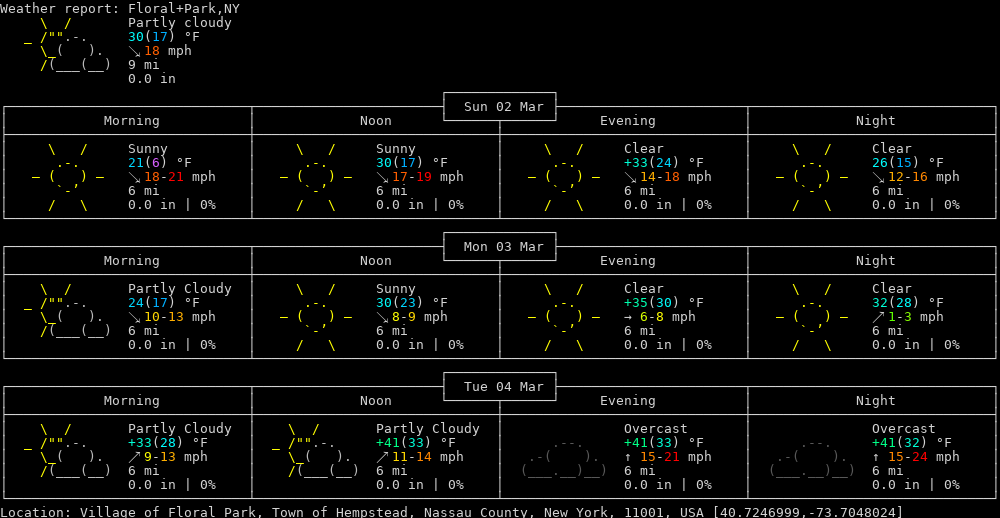 Weather report: Floral+Park,NY
Partly cloudy
30(17) °F
↘ 18 mph
9 mi
0.0 in
Sun 02 Mar
Morning Noon Evening Night
Sunny Sunny Clear Clear
21(6) °F 30(17) °F +33(24) °F 26(15) °F
↘ 18-21 mph ↘ 17-19 mph ↘ 14-18 mph ↘ 12-16 mph
6 mi 6 mi 6 mi 6 mi
0.0 in | 0% 0.0 in | 0% 0.0 in | 0% 0.0 in | 0%
Mon 03 Mar
Morning Noon Evening Night
Partly Cloudy Sunny Clear Clear
24(17) °F 30(23) °F +35(30) °F 32(28) °F
↘ 10-13 mph ↘ 8-9 mph → 6-8 mph ↗ 1-3 mph
6 mi 6 mi 6 mi 6 mi
0.0 in | 0% 0.0 in | 0% 0.0 in | 0% 0.0 in | 0%
Tue 04 Mar
Morning Noon Evening Night
Partly Cloudy Partly Cloudy Overcast Overcast
+33(28) °F +41(33) °F +41(33) °F +41(32) °F
↗ 9-13 mph ↗ 11-14 mph ↑ 15-21 mph ↑ 15-24 mph
6 mi 6 mi 6 mi 6 mi
0.0 in | 0% 0.0 in | 0% 0.0 in | 0% 0.0 in | 0%
Location: Village of Floral Park, Town of Hempstead, Nassau County, New York, 11001, USA [40.7246999,-73.7048024]